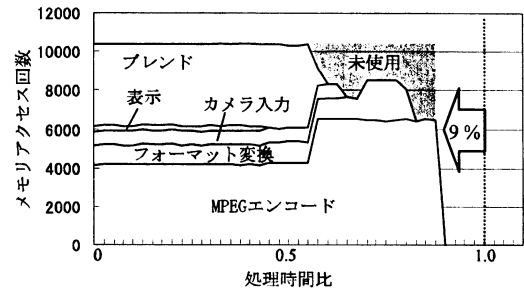 メモリアクセス回数
12000
10000
8000
6000
4000
2000
0
ブレンド
未使用
表示
カメラ入力
フォーマット変換
MPEGエンコード
9%
0
0.5
1.0
処理時間比